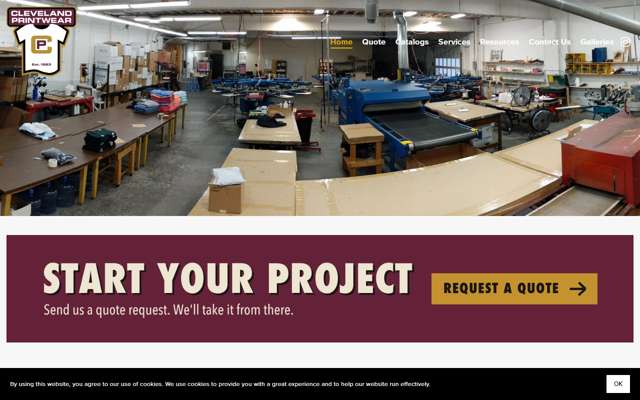 CLEVELAND
PRINTWEAR
CP
Est. 1983
Home Quote Catalogs Services Resources Contact Us Galleries
START YOUR PROJECT
Send us a quote request. We'll take it from there.
REQUEST A QUOTE
By using this website, you agree to our use of cookies. We use cookies to provide you with a great experience and to help our website run effectively.
OK